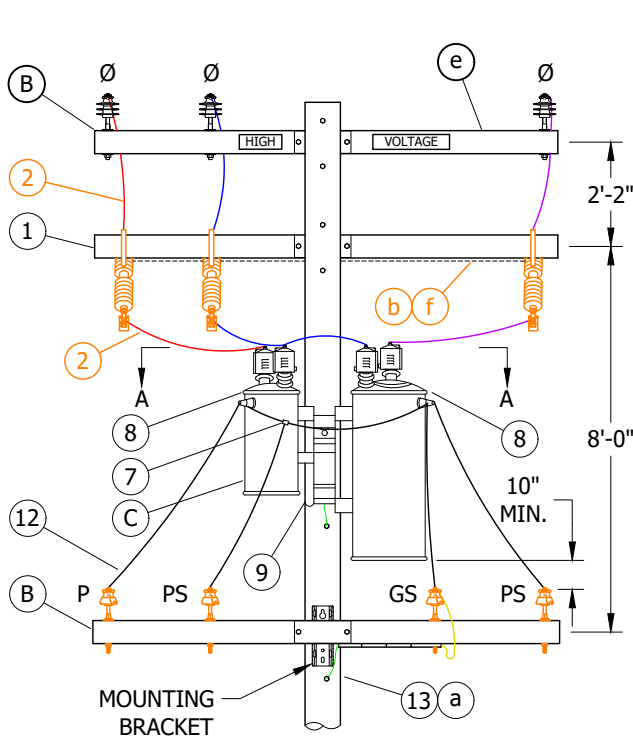 Ø Ø Ø
B e
HIGH VOLTAGE
2
2'-2"
1
b f
2
A A
8 8
8'-0"
7
10"
MIN.
C
12
9
P PS GS PS
B
MOUNTING
BRACKET
13 a